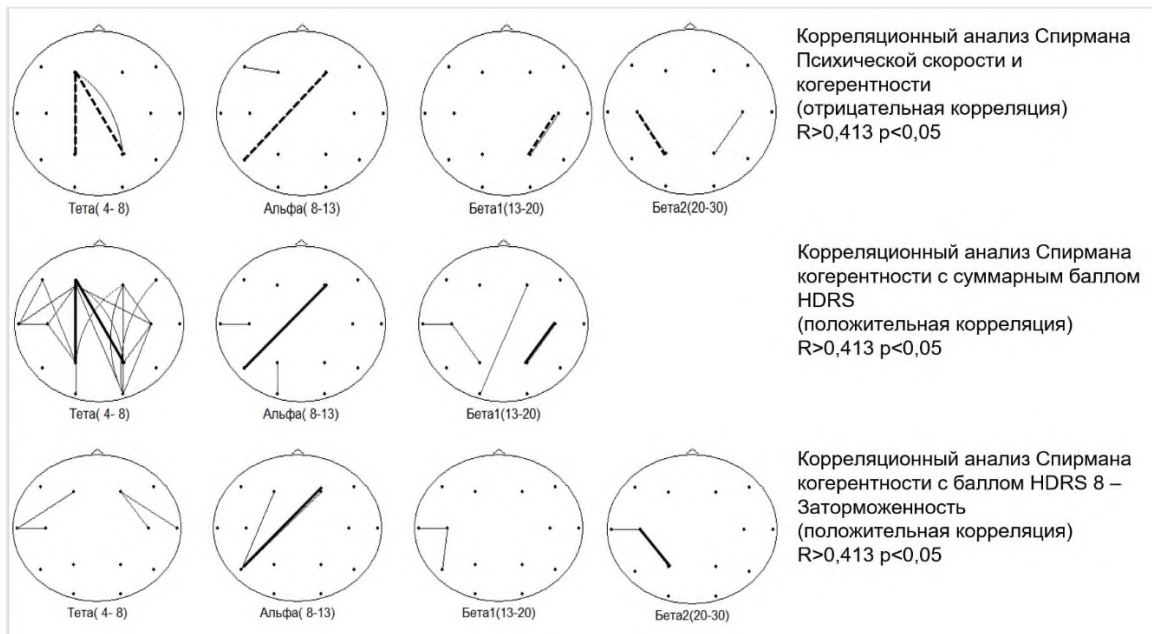 Корреляционный анализ Спирмана
Психической скорости и
когерентности
(отрицательная корреляция)
R>0,413 p<0,05
Тета( 4- 8)
Альфа( 8-13)
Бета1(13-20)
Бета2(20-30)
Корреляционный анализ Спирмана
когерентности с суммарным баллом
HDRS
(положительная корреляция)
R>0,413 p<0,05
Тета( 4- 8)
Альфа( 8-13)
Бета1(13-20)
Корреляционный анализ Спирмана
когерентности с баллом HDRS 8 –
Заторможенность
(положительная корреляция)
R>0,413 p<0,05
Тета( 4- 8)
Альфа( 8-13)
Бета1(13-20)
Бета2(20-30)